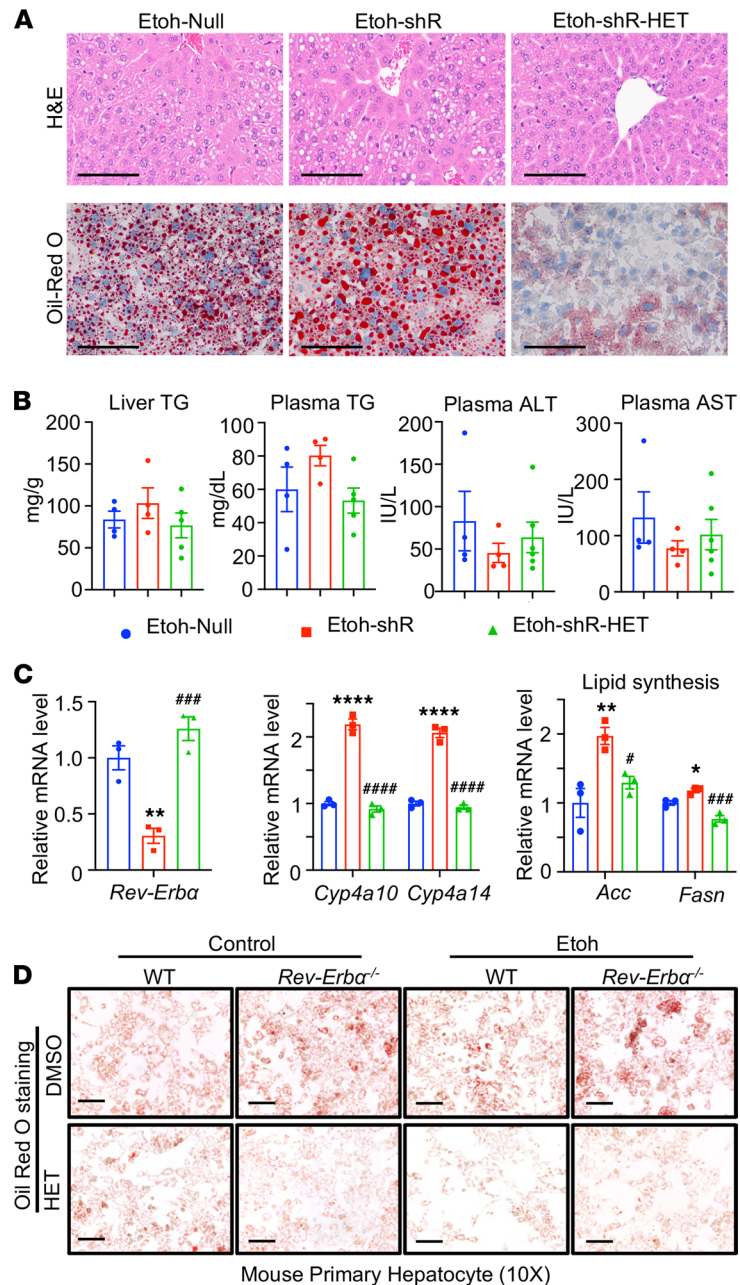 A
Etoh-Null Etoh-shR Etoh-shR-HET
H&E
Oil-Red O
B
Liver TG Plasma TG Plasma ALT Plasma AST
mg/g
200
150
100
50
0
mg/dL
100
80
60
40
20
0
IU/L
200
150
100
50
0
IU/L
300
200
100
0
Etoh-Null Etoh-shR Etoh-shR-HET
C
Relative mRNA level
1.5
1.0
0.5
0
###
**
Rev-Erbα
Relative mRNA level
2
1
0
**** ****
#### ####
Cyp4a10 Cyp4a14
Lipid synthesis
Relative mRNA level
2
1
0
**
#
*
###
Acc Fasn
D
Control Etoh
WT Rev-Erbα-/- WT Rev-Erbα-/-
Oil Red O staining
DMSO
HET
Mouse Primary Hepatocyte (10X)